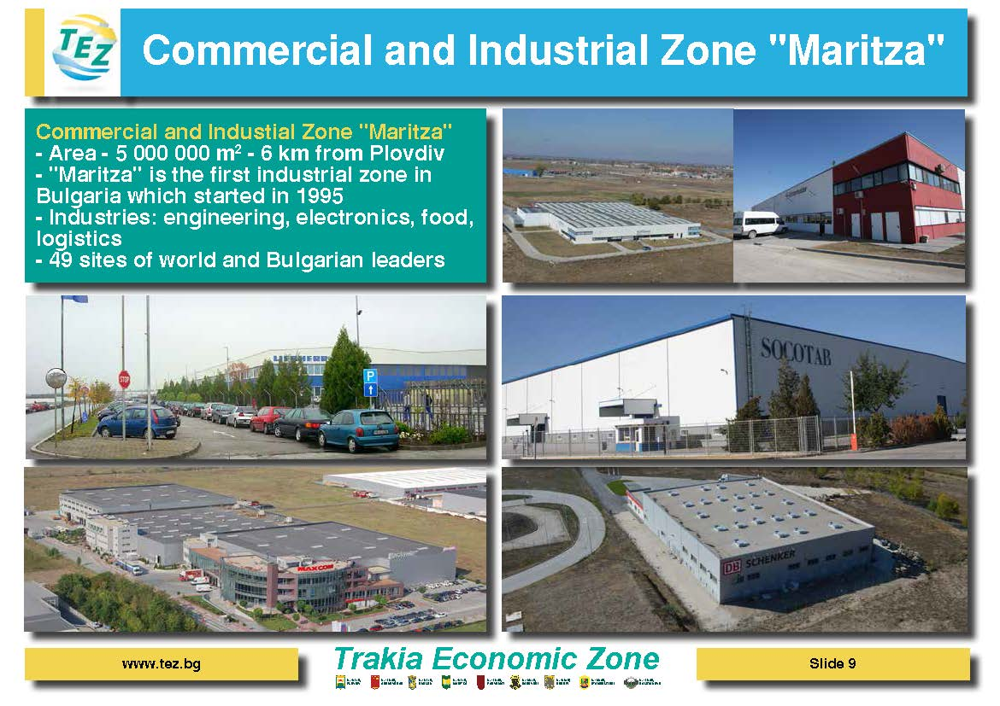 TEZ
Commercial and Industrial Zone "Maritza"
Commercial and Industial Zone "Maritza"
- Area - 5 000 000 m² - 6 km from Plovdiv
- "Maritza" is the first industrial zone in
Bulgaria which started in 1995
- Industries: engineering, electronics, food,
logistics
- 49 sites of world and Bulgarian leaders
LIEBHERR
STOP
P
SOCOTAB
MAXCOM
DB SCHENKER
www.tez.bg
Trakia Economic Zone
Slide 9